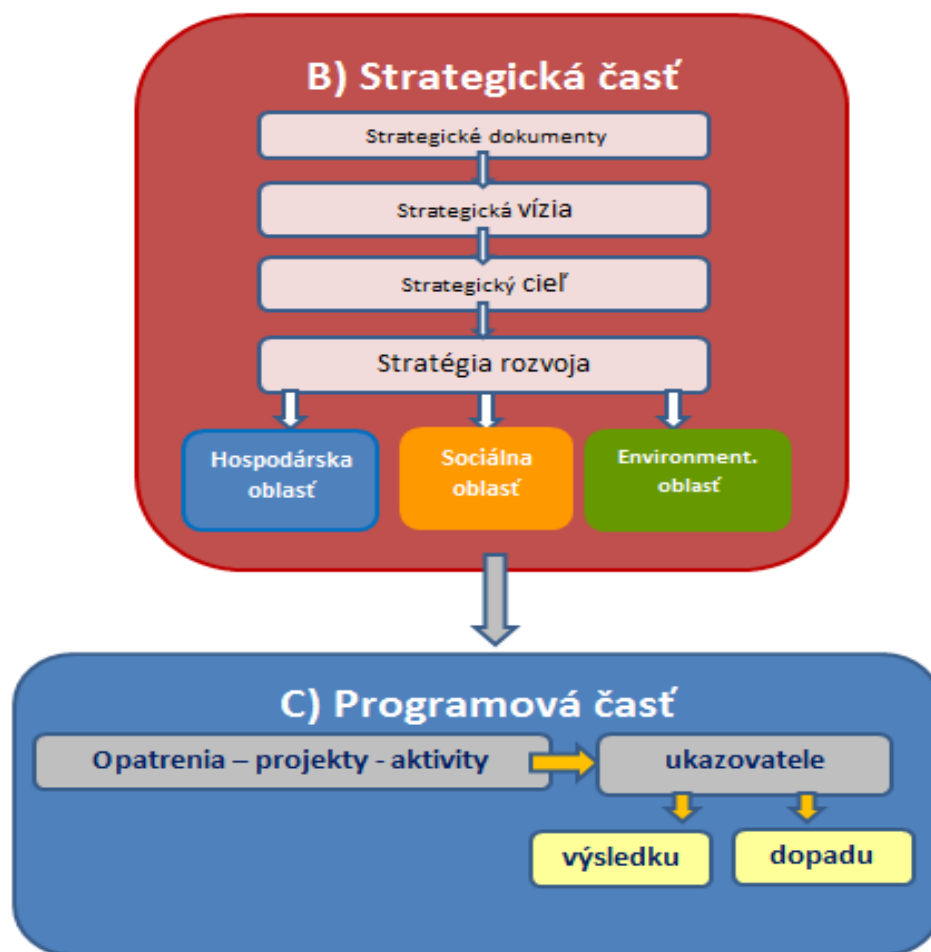 B) Strategická časť
Strategické dokumenty
Strategická vízia
Strategický cieľ
Stratégia rozvoja
Hospodárska
oblasť
Sociálna
oblasť
Environment.
oblasť
C) Programová časť
Opatrenia – projekty - aktivity
ukazovatele
výsledku
dopadu